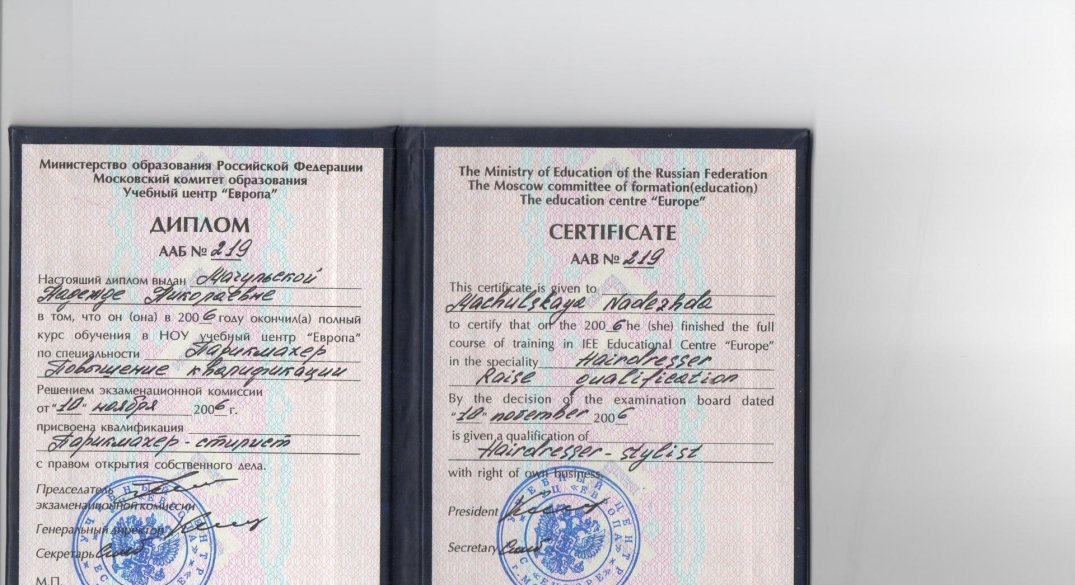 Министерство образования Российской Федерации
Московский комитет образования
Учебный центр "Европа"
ДИПЛОМ
ААБ № 219
Настоящий диплом выдан Мачульской
Надежде Николаевне
в том, что он (она) в 2006 году окончил(а) полный
курс обучения в НОУ учебный центр "Европа"
по специальности Парикмахер
Повышение квалификации
Решением экзаменационной комиссии
от "10" ноября 2006 г.
присвоена квалификация
Парикмахер - стилист
с правом открытия собственного дела.
Председатель
экзаменационной комиссии
Генеральный директор
Секретарь
М.П.
The Ministry of Education of the Russian Federation
The Moscow committee of formation(education)
The education centre "Europe"
CERTIFICATE
AAB № 219
This certificate is given to
Machulskaya Nadezhda
to certify that on the 2006 he (she) finished the full
course of training in IEE Educational Centre "Europe"
in the speciality Hairdresser
Raise qualification
By the decision of the examination board dated
"10" november 2006
is given a qualification of
Hairdresser - stylist
with right of own business.
President
Secretary